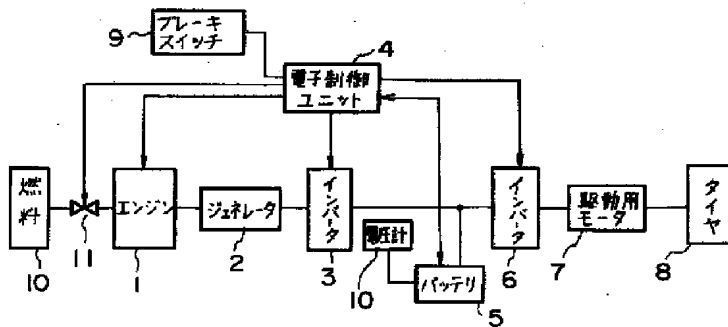 ブレーキ
スイッチ
9
4
電子制御
ユニット
燃料
10
11
エンジン
1
ジェネレータ
2
インバータ
3
電圧計
10
バッテリ
5
インバータ
6
駆動用
モータ
7
タイヤ
8